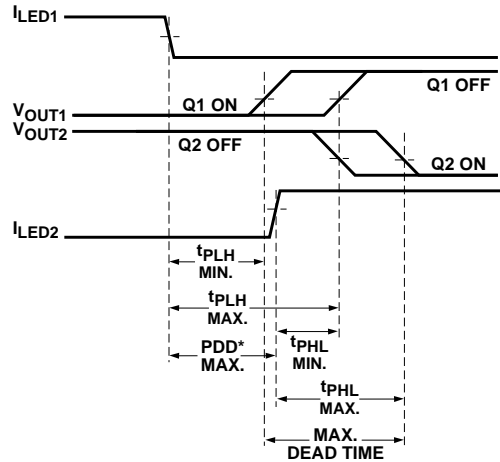 ILED1
Q1 ON
Q1 OFF
VOUT1
VOUT2
Q2 OFF
Q2 ON
ILED2
tPLH
MIN.
tPLH
MAX.
PDD*
MAX.
tPHL
MIN.
tPHL
MAX.
MAX.
DEAD TIME